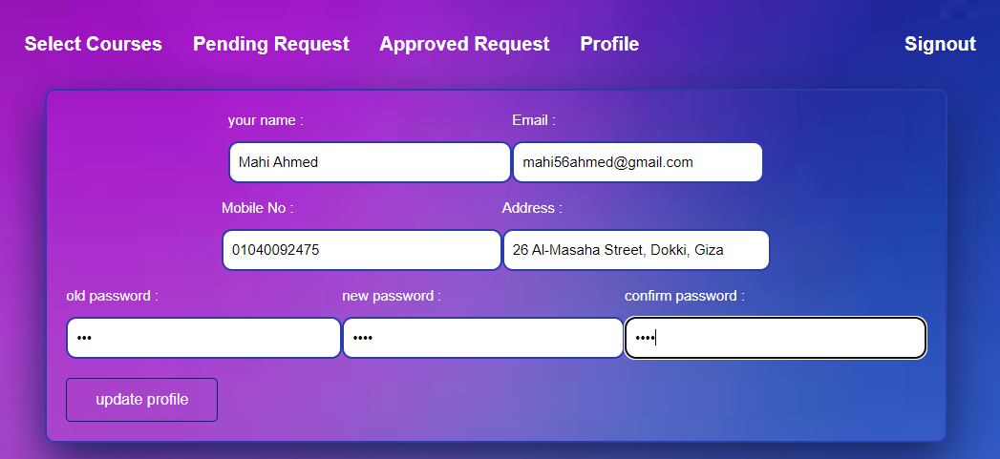 Select Courses Pending Request Approved Request Profile Signout
your name : Email :
Mahi Ahmed mahi56ahmed@gmail.com
Mobile No : Address :
01040092475 26 Al-Masaha Street, Dokki, Giza
old password : new password : confirm password :
••• •••• ••••
update profile